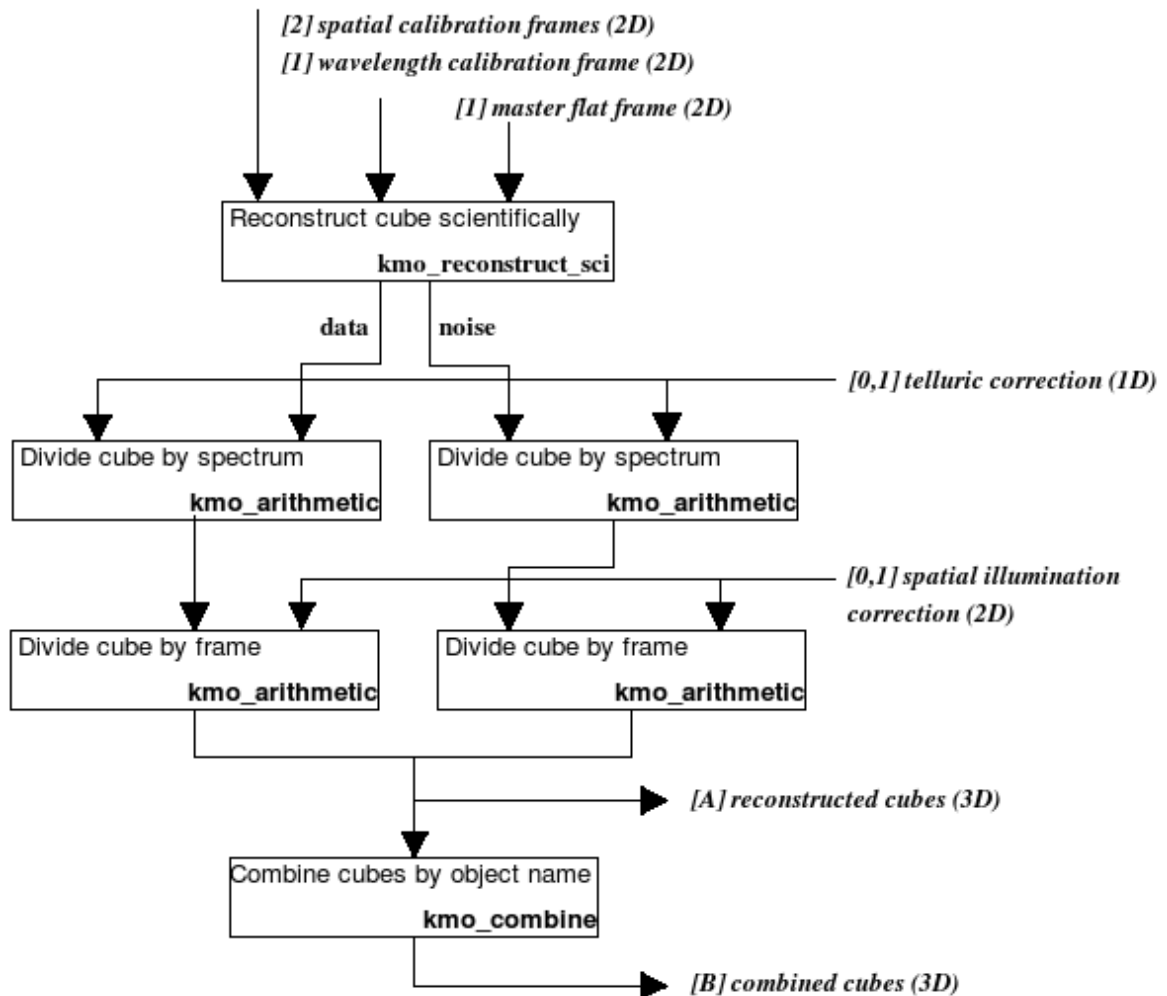 [2] spatial calibration frames (2D)
[1] wavelength calibration frame (2D)
[1] master flat frame (2D)
Reconstruct cube scientifically
kmo_reconstruct_sci
data noise
[0,1] telluric correction (1D)
Divide cube by spectrum Divide cube by spectrum
kmo_arithmetic kmo_arithmetic
[0,1] spatial illumination
correction (2D)
Divide cube by frame Divide cube by frame
kmo_arithmetic kmo_arithmetic
[A] reconstructed cubes (3D)
Combine cubes by object name
kmo_combine
[B] combined cubes (3D)